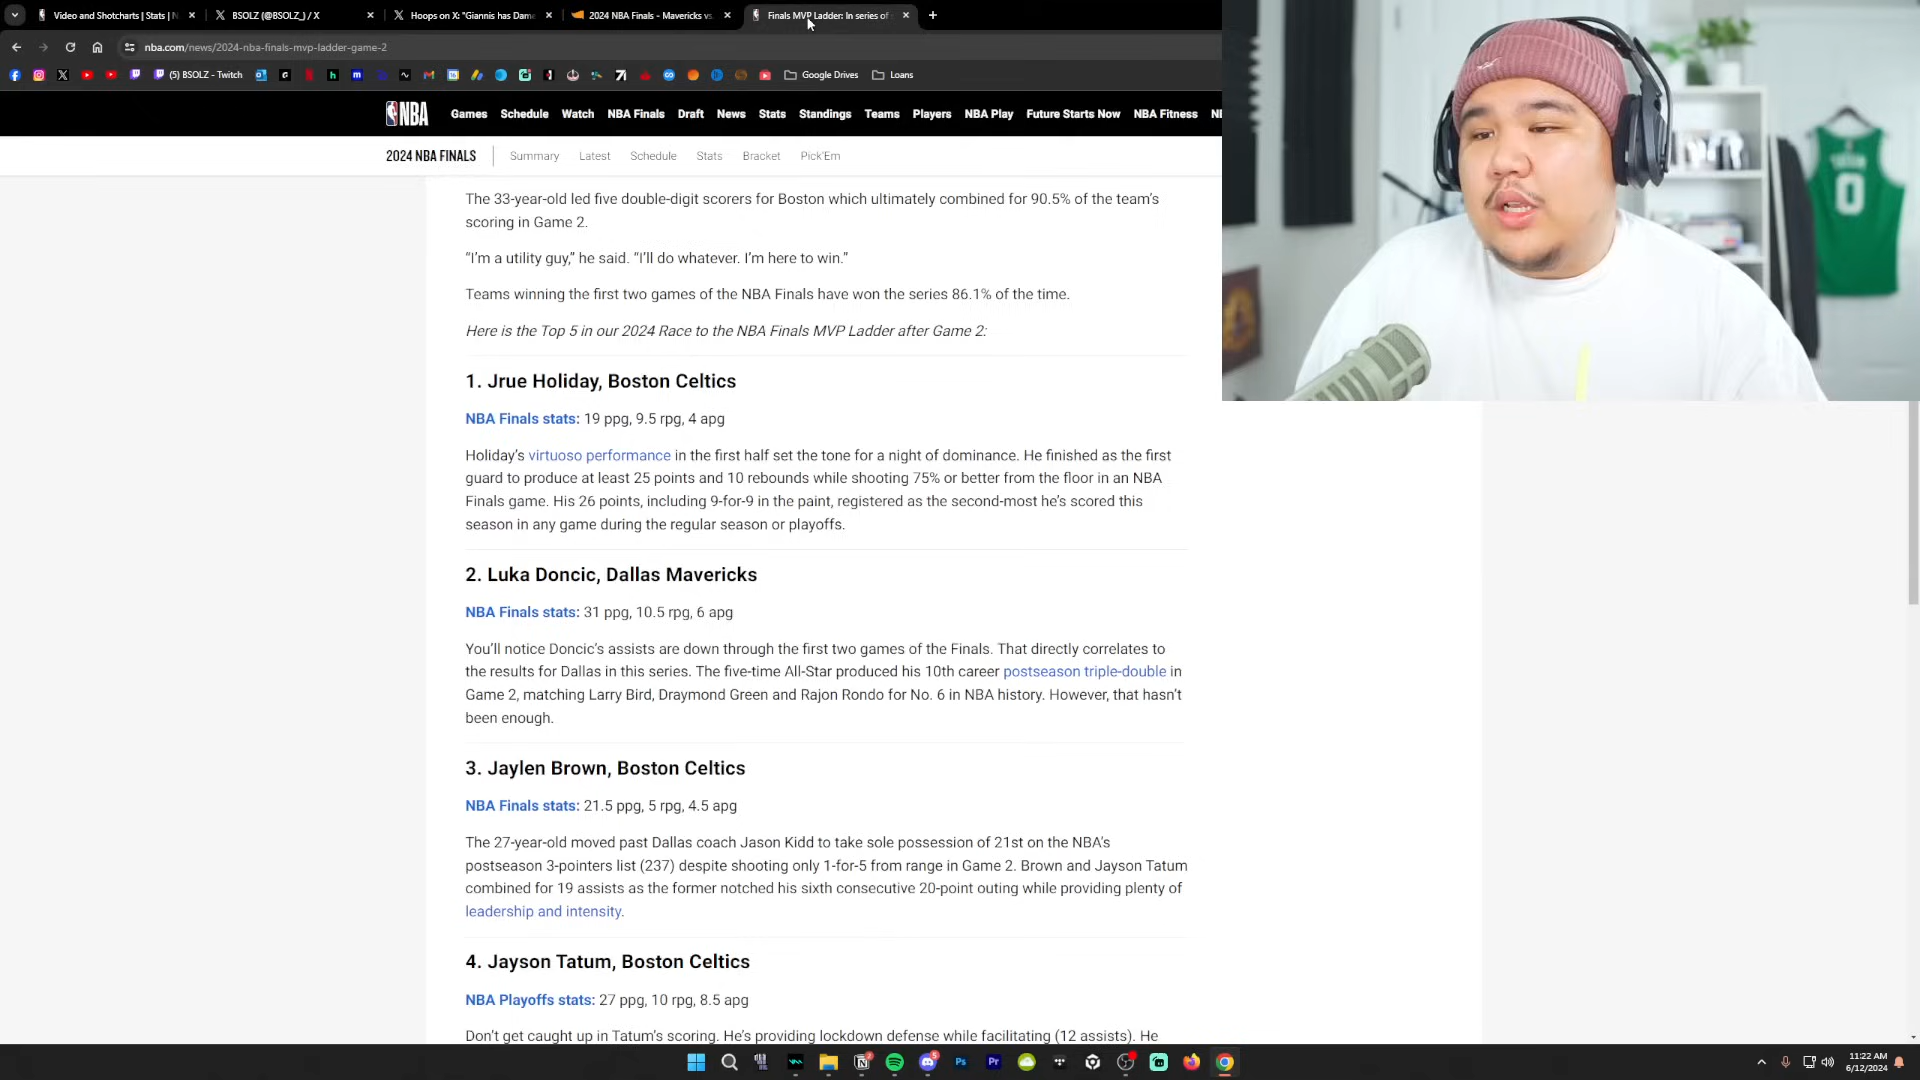 Video and Shotcharts | Stats | N
BSOLZ (@BSOLZ_) / X
Hoops on X: "Giannis has Dame
2024 NBA Finals - Mavericks vs.
Finals MVP Ladder: In series of
nba.com/news/2024-nba-finals-mvp-ladder-game-2
(5) BSOLZ - Twitch
Google Drives
Loans
NBA
Games Schedule Watch NBA Finals Draft News Stats Standings Teams Players NBA Play Future Starts Now NBA Fitness
2024 NBA FINALS Summary Latest Schedule Stats Bracket Pick'Em
The 33-year-old led five double-digit scorers for Boston which ultimately combined for 90.5% of the team's
scoring in Game 2.
“I'm a utility guy,” he said. “I'll do whatever. I'm here to win.”
Teams winning the first two games of the NBA Finals have won the series 86.1% of the time.
Here is the Top 5 in our 2024 Race to the NBA Finals MVP Ladder after Game 2:
1. Jrue Holiday, Boston Celtics
NBA Finals stats: 19 ppg, 9.5 rpg, 4 apg
Holiday's virtuoso performance in the first half set the tone for a night of dominance. He finished as the first
guard to produce at least 25 points and 10 rebounds while shooting 75% or better from the floor in an NBA
Finals game. His 26 points, including 9-for-9 in the paint, registered as the second-most he's scored this
season in any game during the regular season or playoffs.
2. Luka Doncic, Dallas Mavericks
NBA Finals stats: 31 ppg, 10.5 rpg, 6 apg
You'll notice Doncic's assists are down through the first two games of the Finals. That directly correlates to
the results for Dallas in this series. The five-time All-Star produced his 10th career postseason triple-double in
Game 2, matching Larry Bird, Draymond Green and Rajon Rondo for No. 6 in NBA history. However, that hasn't
been enough.
3. Jaylen Brown, Boston Celtics
NBA Finals stats: 21.5 ppg, 5 rpg, 4.5 apg
The 27-year-old moved past Dallas coach Jason Kidd to take sole possession of 21st on the NBA's
postseason 3-pointers list (237) despite shooting only 1-for-5 from range in Game 2. Brown and Jayson Tatum
combined for 19 assists as the former notched his sixth consecutive 20-point outing while providing plenty of
leadership and intensity.
4. Jayson Tatum, Boston Celtics
NBA Playoffs stats: 27 ppg, 10 rpg, 8.5 apg
Don't get caught up in Tatum's scoring. He's providing lockdown defense while facilitating (12 assists). He
TATUM
0
11:22 AM
6/12/2024